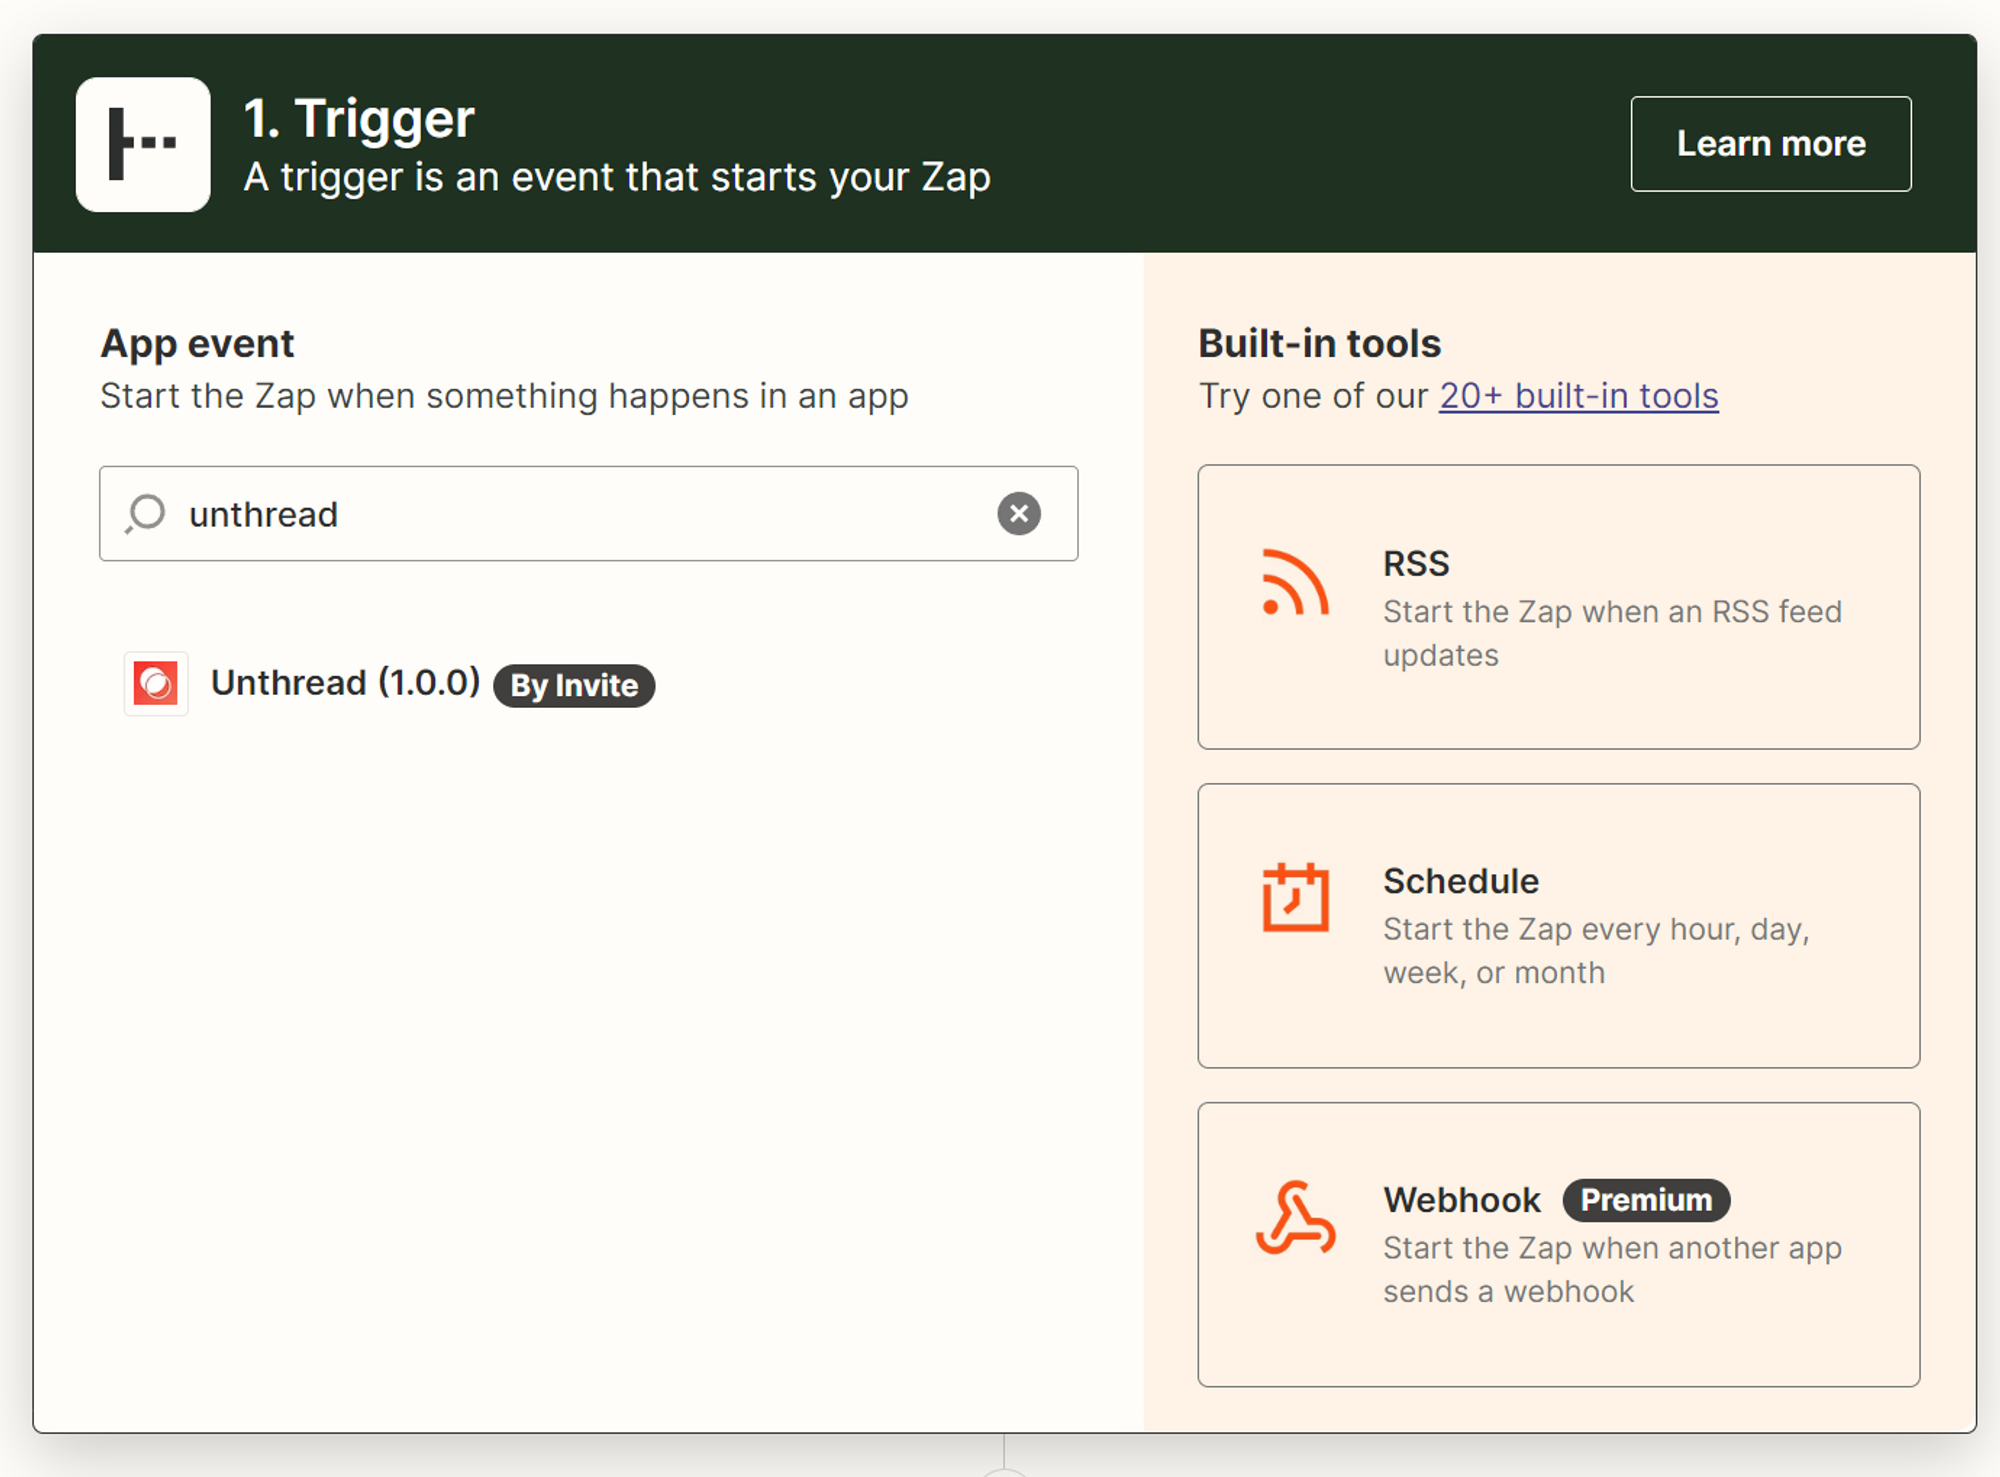 1. Trigger
A trigger is an event that starts your Zap
Learn more
App event
Start the Zap when something happens in an app
unthread
Unthread (1.0.0) By Invite
Built-in tools
Try one of our 20+ built-in tools
RSS
Start the Zap when an RSS feed
updates
Schedule
Start the Zap every hour, day,
week, or month
Webhook Premium
Start the Zap when another app
sends a webhook